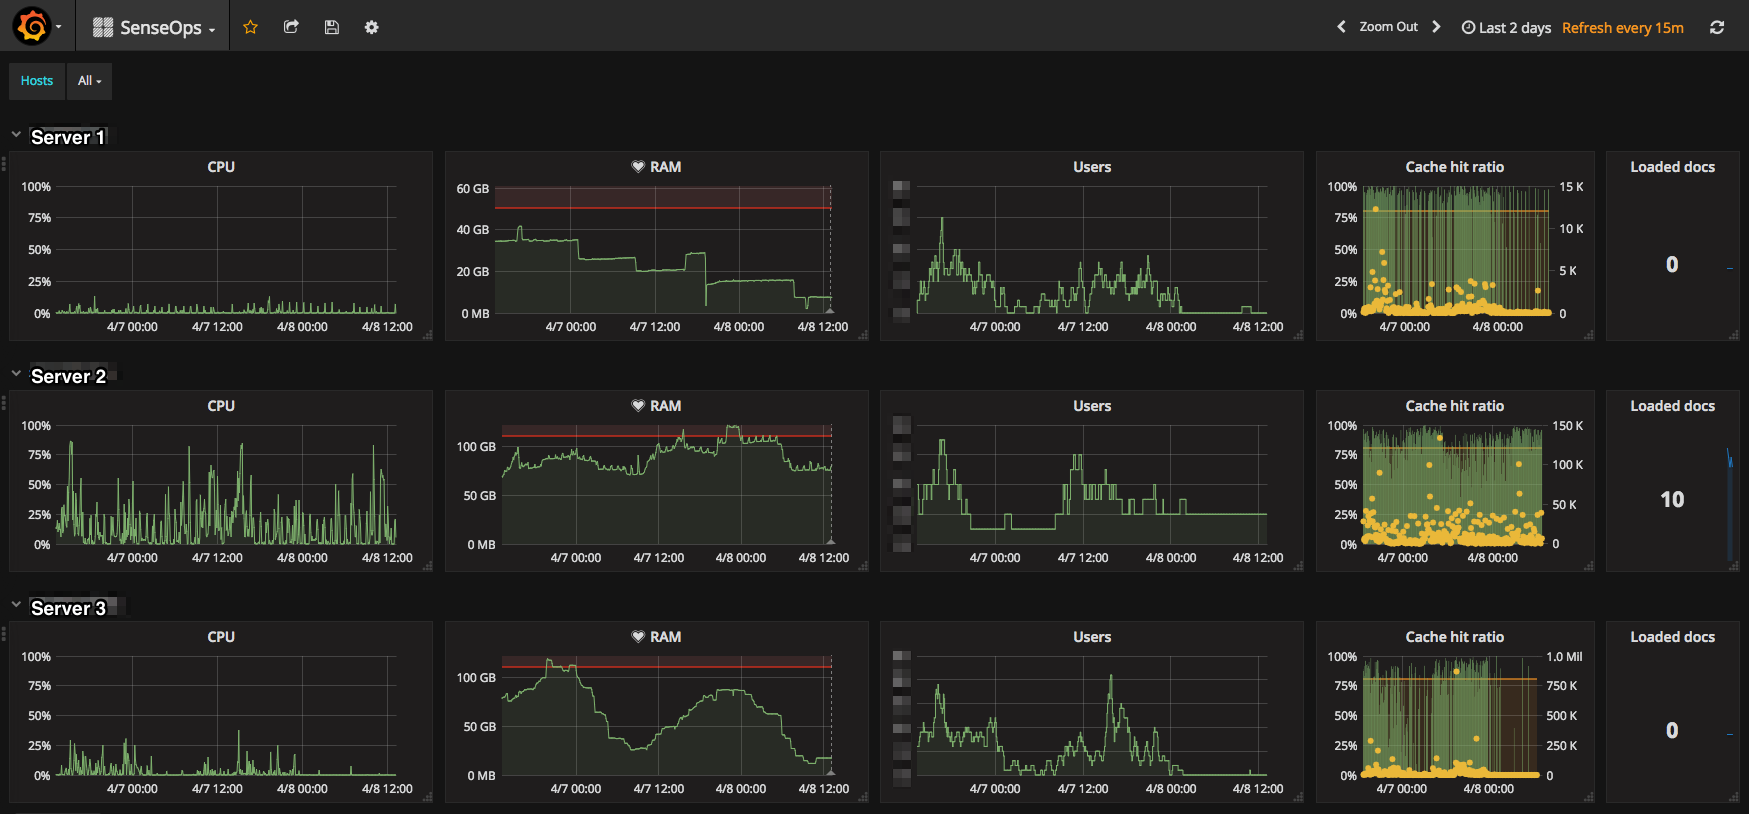 SenseOps
Zoom Out
Last 2 days
Refresh every 15m
Hosts
All
Server 1
CPU
100%
75%
50%
25%
0%
4/7 00:00 4/7 12:00 4/8 00:00 4/8 12:00
RAM
60 GB
40 GB
20 GB
0 MB
4/7 00:00 4/7 12:00 4/8 00:00 4/8 12:00
Users
4/7 00:00 4/7 12:00 4/8 00:00 4/8 12:00
Cache hit ratio
100% 15 K
75% 10 K
50%
25% 5 K
0% 0
4/7 00:00 4/8 00:00
Loaded docs
0
Server 2
CPU
100%
75%
50%
25%
0%
4/7 00:00 4/7 12:00 4/8 00:00 4/8 12:00
RAM
100 GB
50 GB
0 MB
4/7 00:00 4/7 12:00 4/8 00:00 4/8 12:00
Users
4/7 00:00 4/7 12:00 4/8 00:00 4/8 12:00
Cache hit ratio
100% 150 K
75% 100 K
50% 50 K
25%
0% 0
4/7 00:00 4/8 00:00
Loaded docs
10
Server 3
CPU
100%
75%
50%
25%
0%
4/7 00:00 4/7 12:00 4/8 00:00 4/8 12:00
RAM
100 GB
50 GB
0 MB
4/7 00:00 4/7 12:00 4/8 00:00 4/8 12:00
Users
4/7 00:00 4/7 12:00 4/8 00:00 4/8 12:00
Cache hit ratio
100% 1.0 Mil
75% 750 K
50% 500 K
25% 250 K
0% 0
4/7 00:00 4/8 00:00
Loaded docs
0